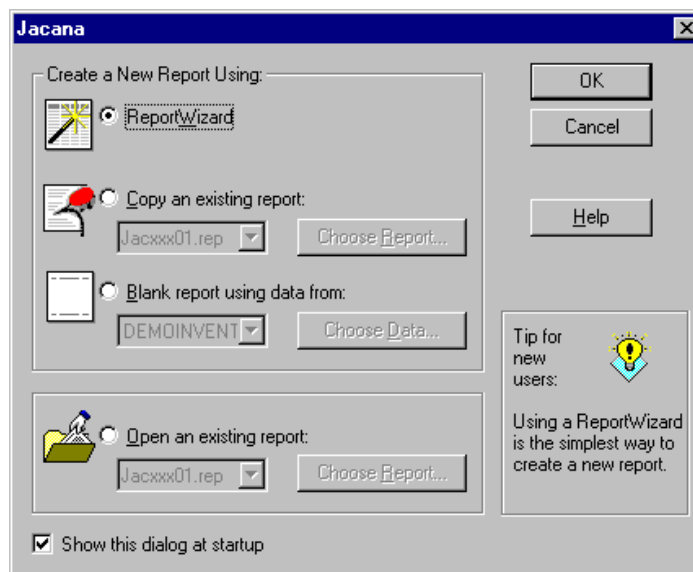 Jacana
Create a New Report Using:
ReportWizard
Copy an existing report:
Jacxxx01.rep
Choose Report...
Blank report using data from:
DEMOINVENT
Choose Data...
Open an existing report:
Jacxxx01.rep
Choose Report...
Show this dialog at startup
OK
Cancel
Help
Tip for
new
users:
Using a ReportWizard
is the simplest way to
create a new report.